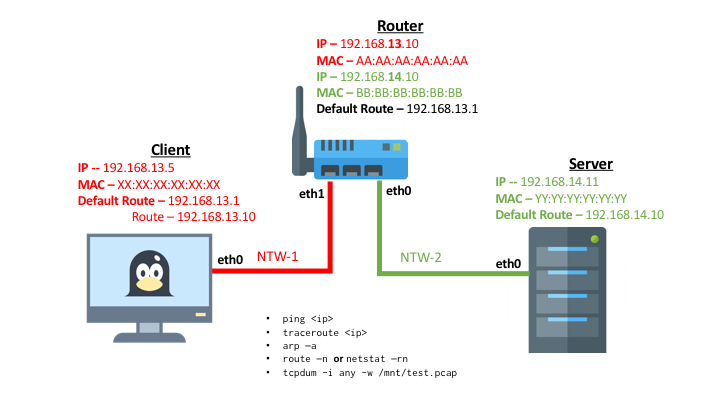 Router
IP – 192.168.13.10
MAC – AA:AA:AA:AA:AA:AA
IP – 192.168.14.10
MAC – BB:BB:BB:BB:BB:BB
Default Route – 192.168.13.1
Client
IP -- 192.168.13.5
MAC – XX:XX:XX:XX:XX:XX
Default Route – 192.168.13.1
Route – 192.168.13.10
Server
IP -- 192.168.14.11
MAC – YY:YY:YY:YY:YY:YY
Default Route – 192.168.14.10
eth1
eth0
eth0
NTW-1
NTW-2
eth0
• ping <ip>
• traceroute <ip>
• arp –a
• route –n or netstat –rn
• tcpdum -i any -w /mnt/test.pcap